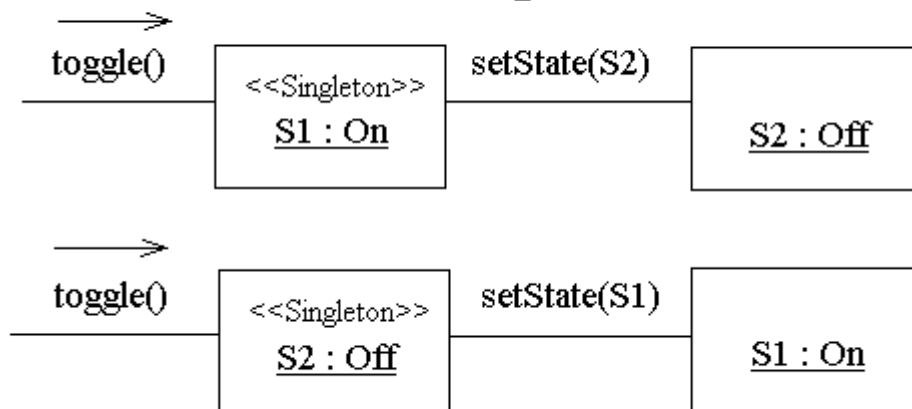 toggle()
<<Singleton>>
S1 : On
setState(S2)
S2 : Off
toggle()
<<Singleton>>
S2 : Off
setState(S1)
S1 : On